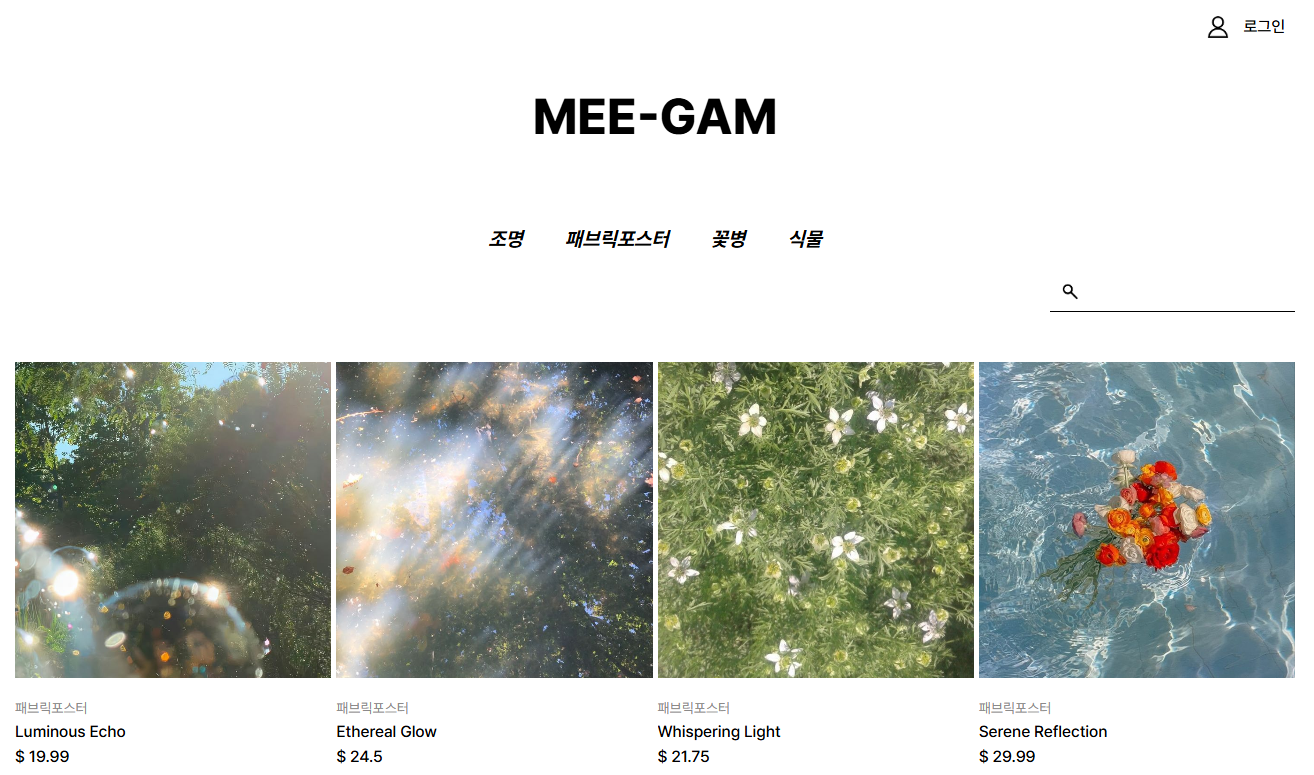 로그인
MEE-GAM
조명 패브릭포스터 꽃병 식물
패브릭포스터 패브릭포스터 패브릭포스터 패브릭포스터
Luminous Echo Ethereal Glow Whispering Light Serene Reflection
$ 19.99 $ 24.5 $ 21.75 $ 29.99